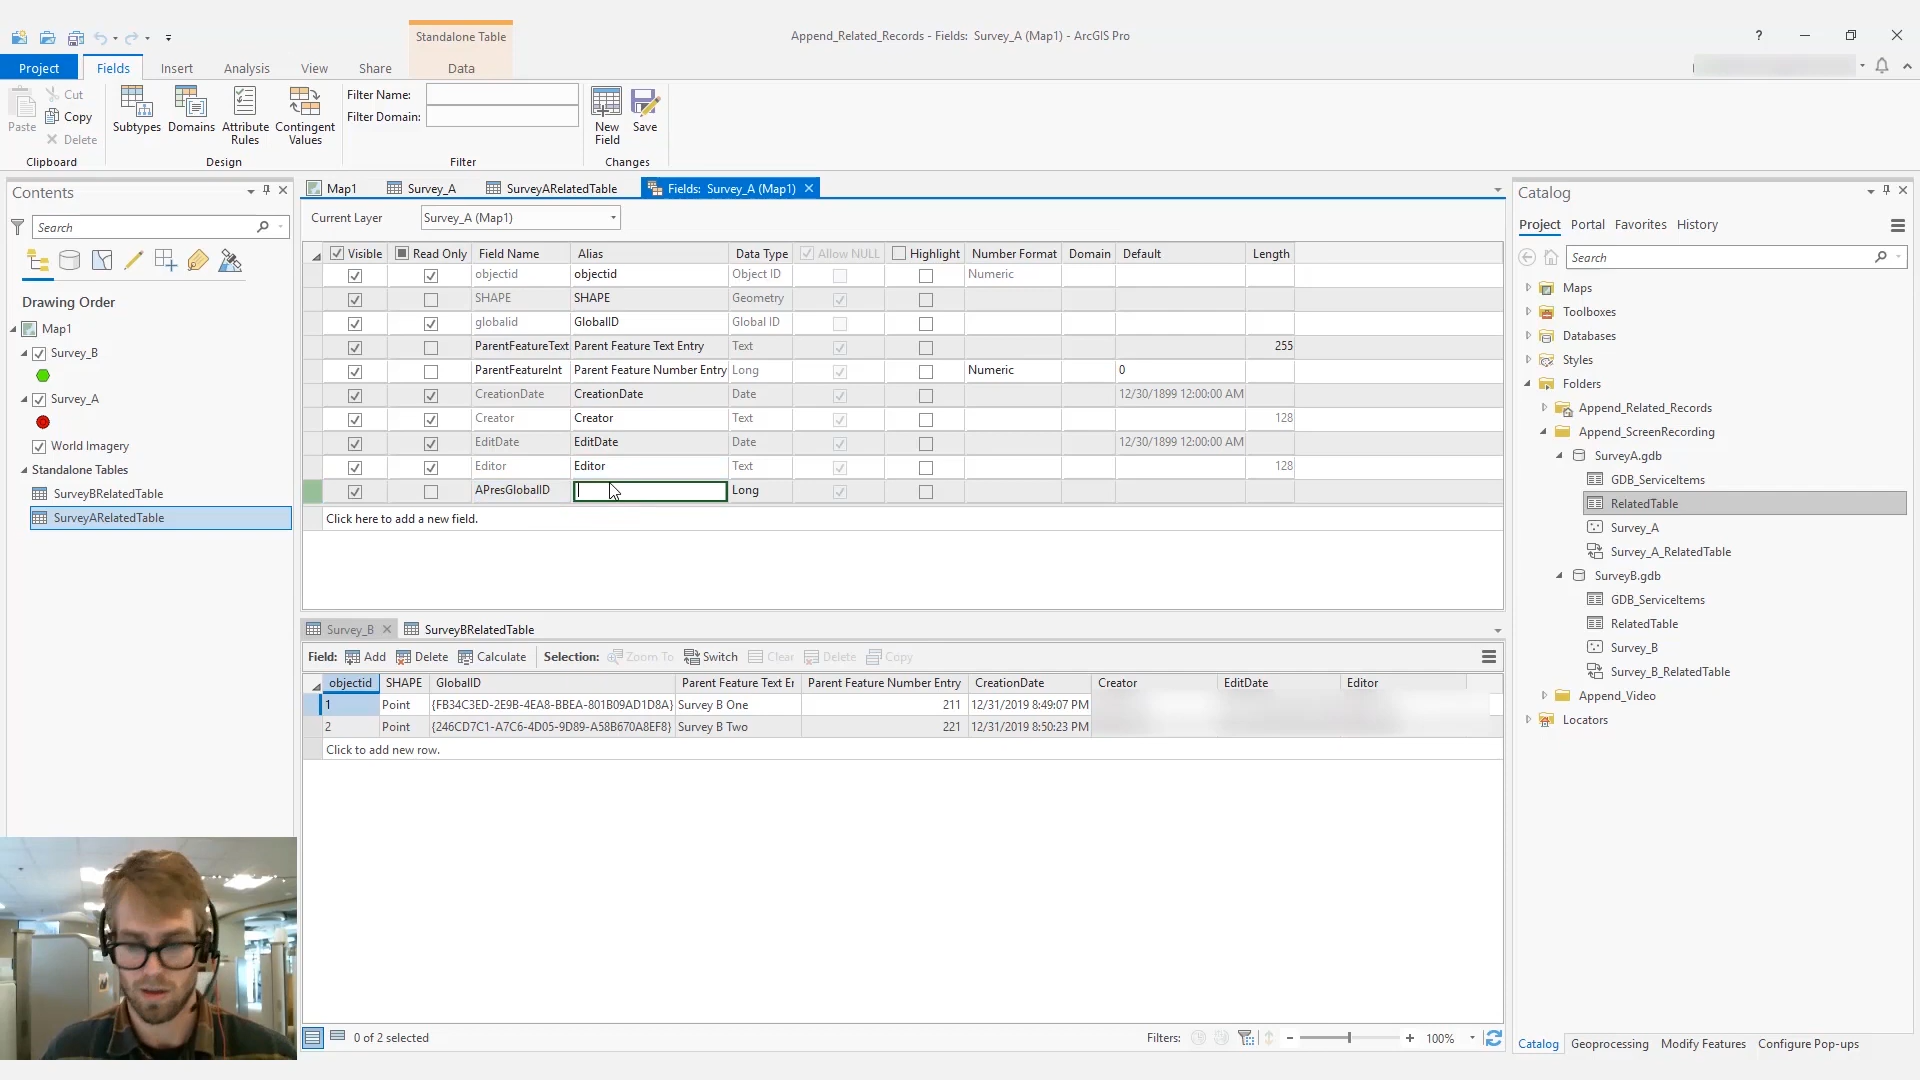 Standalone Table
Append_Related_Records - Fields: Survey_A (Map1) - ArcGIS Pro
?
Project Fields Insert Analysis View Share Data
Paste
Cut
Copy
Delete
Clipboard
Subtypes Domains Attribute Rules Contingent Values
Design
Filter Name:
Filter Domain:
Filter
New Field Save
Changes
Contents
Search
Drawing Order
Map1
Survey_B
Survey_A
World Imagery
Standalone Tables
SurveyBRelatedTable
SurveyARelatedTable
Map1 Survey_A SurveyARelatedTable Fields: Survey_A (Map1)
Current Layer Survey_A (Map1)
Visible Read Only Field Name Alias Data Type Allow NULL Highlight Number Format Domain Default Length
objectid objectid Object ID Numeric
SHAPE SHAPE Geometry
globalid GlobalID Global ID
ParentFeatureText Parent Feature Text Entry Text 255
ParentFeatureInt Parent Feature Number Entry Long Numeric 0
CreationDate CreationDate Date 12/30/1899 12:00:00 AM
Creator Creator Text 128
EditDate EditDate Date 12/30/1899 12:00:00 AM
Editor Editor Text 128
APresGlobalID Long
Click here to add a new field.
Survey_B SurveyBRelatedTable
Field: Add Delete Calculate Selection: Zoom To Switch Clear Delete Copy
objectid SHAPE GlobalID Parent Feature Text Er Parent Feature Number Entry CreationDate Creator EditDate Editor
1 Point {FB34C3ED-2E9B-4EA8-BBEA-801B09AD1D8A} Survey B One 211 12/31/2019 8:49:07 PM
2 Point {246CD7C1-A7C6-4D05-9D89-A58B670A8EF8} Survey B Two 221 12/31/2019 8:50:23 PM
Click to add new row.
0 of 2 selected
Filters: 100%
Catalog
Project Portal Favorites History
Search
Maps
Toolboxes
Databases
Styles
Folders
Append_Related_Records
Append_ScreenRecording
SurveyA.gdb
GDB_ServiceItems
RelatedTable
Survey_A
Survey_A_RelatedTable
SurveyB.gdb
GDB_ServiceItems
RelatedTable
Survey_B
Survey_B_RelatedTable
Append_Video
Locators
Catalog Geoprocessing Modify Features Configure Pop-ups